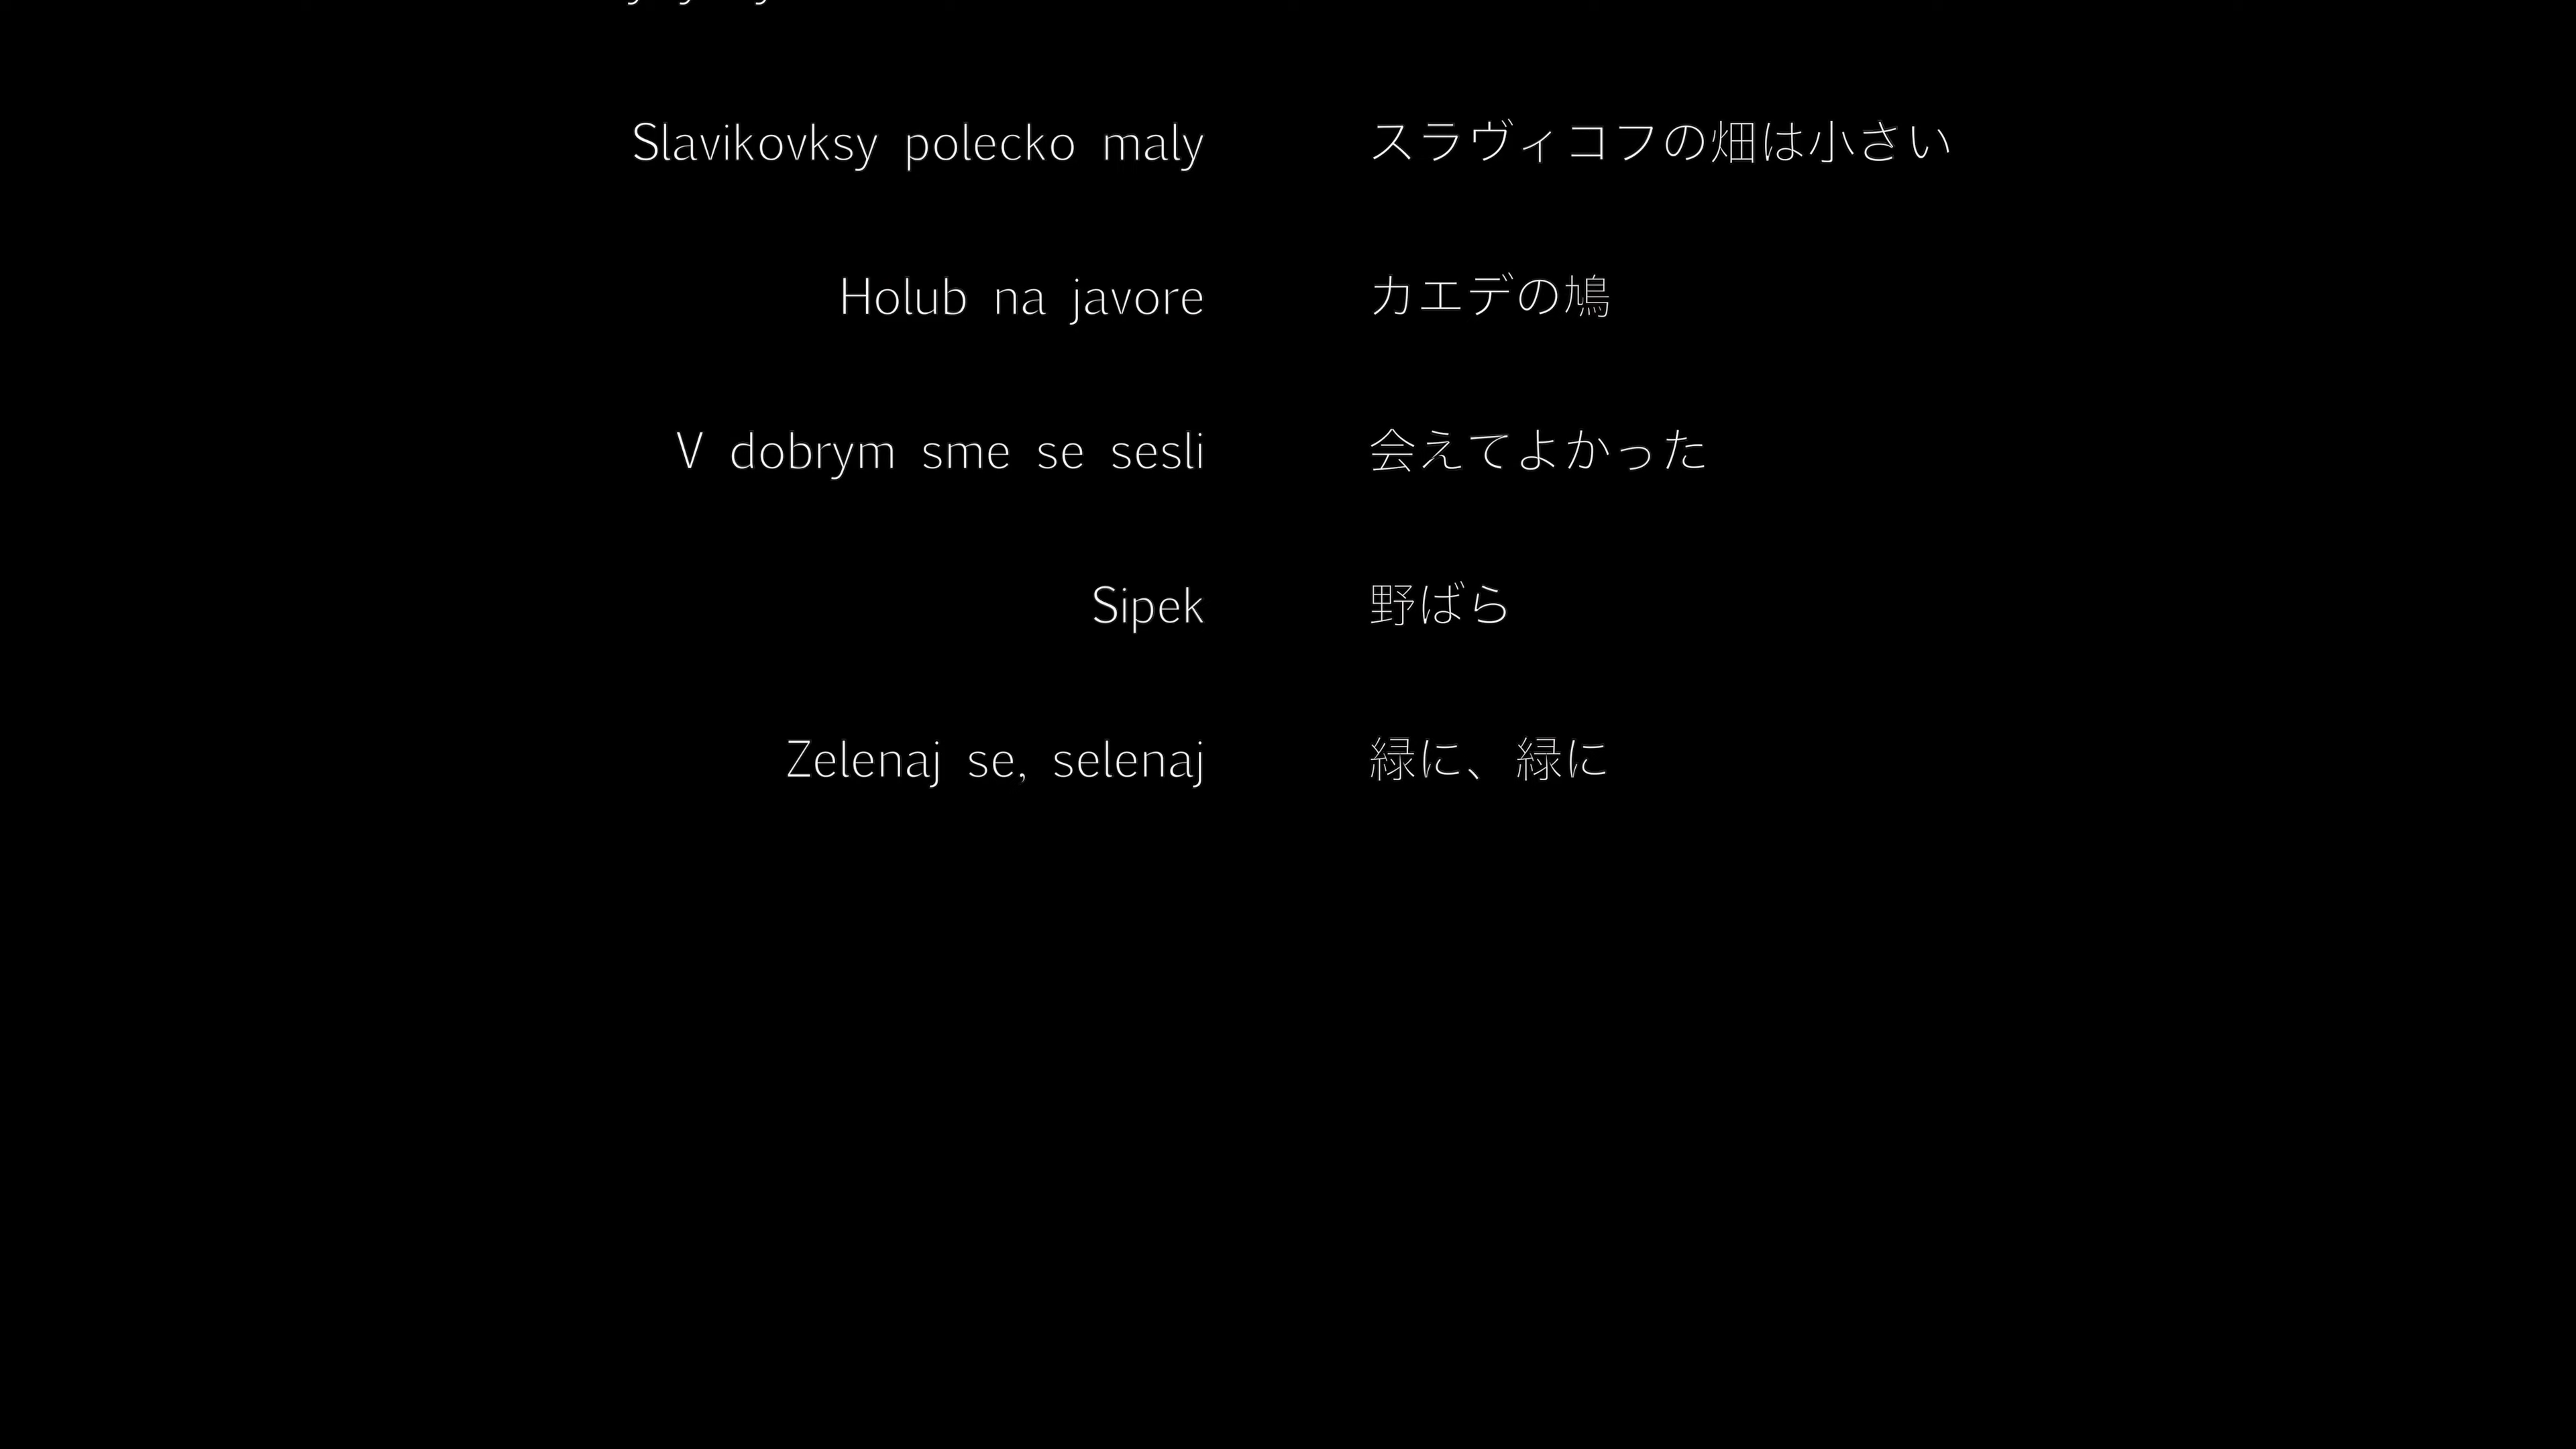 Slavikovksy polecko maly スラヴィコフの畑は小さい
Holub na javore カエデの鳩
V dobrym sme se sesli 会えてよかった
Sipek 野ばら
Zelenaj se, selenaj 緑に、緑に